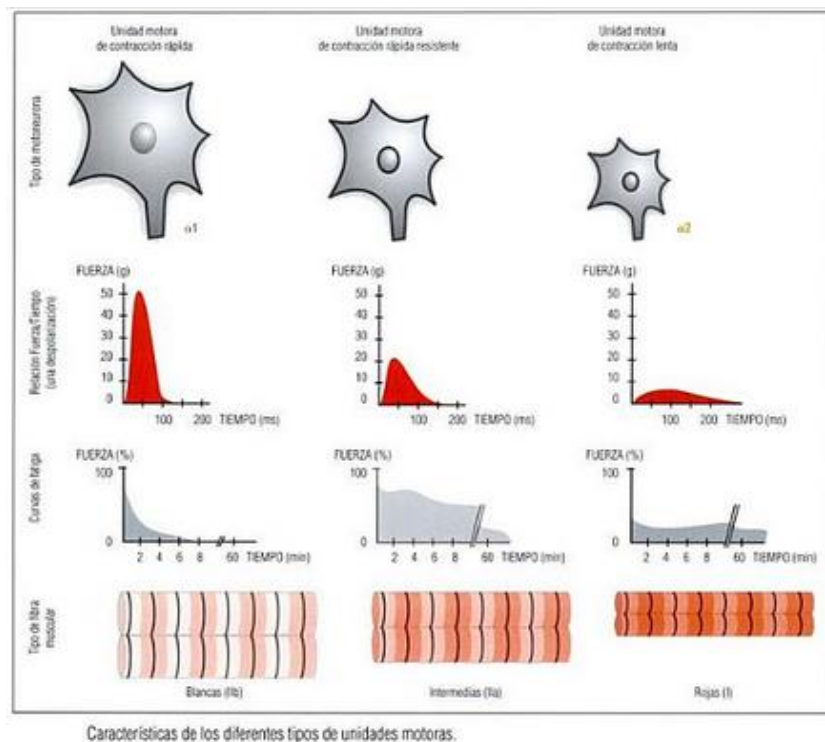 Unidad motora
de contracción rápida
Unidad motora
de contracción rápida resistente
Unidad motora
de contracción lenta
Tipo de motoneurona
α1
α2
Relación Fuerza/Tiempo
(una despolarización)
FUERZA (g)
50
40
30
20
10
0
100 200 TIEMPO (ms)
FUERZA (g)
50
40
30
20
10
0
100 200 TIEMPO (ms)
FUERZA (g)
50
40
30
20
10
0
100 200 TIEMPO (ms)
Curvas de fatiga
FUERZA (%)
100
0
2 4 6 8 60 TIEMPO (min)
FUERZA (%)
100
0
2 4 6 8 60 TIEMPO (min)
FUERZA (%)
100
0
2 4 6 8 60 TIEMPO (min)
Tipo de fibra
muscular
Blancas (IIb)
Intermedias (IIa)
Rojas (I)
Características de los diferentes tipos de unidades motoras.